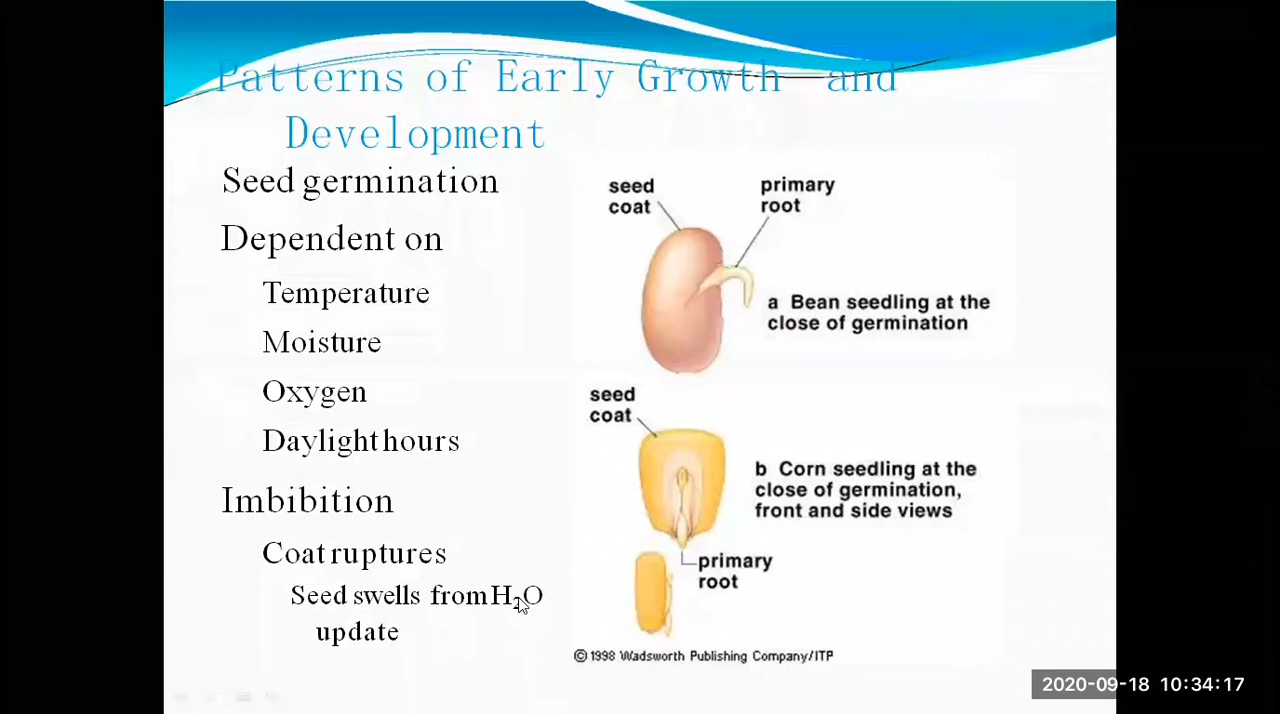 Patterns of Early Growth and
Development
Seed germination
Dependent on
Temperature
Moisture
Oxygen
Daylight hours
Imbibition
Coat ruptures
Seed swells from H₂O
update
seed
coat
primary
root
a Bean seedling at the
close of germination
seed
coat
b Corn seedling at the
close of germination,
front and side views
primary
root
© 1998 Wadsworth Publishing Company/ITP
2020-09-18 10:34:17